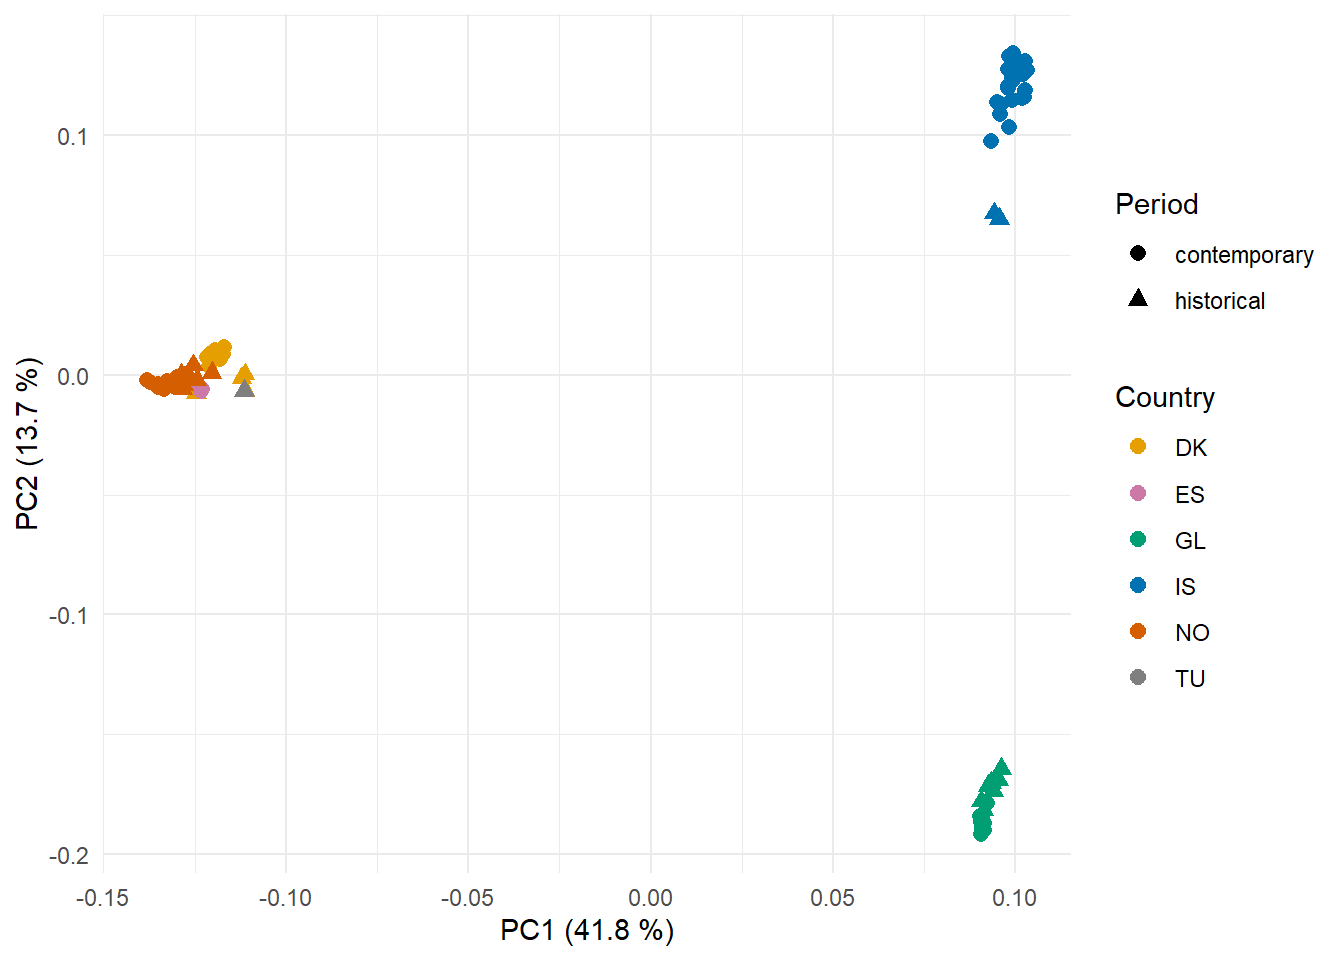 0.1
0.0
-0.1
-0.2
PC2 (13.7 %)
-0.15
-0.10
-0.05
0.00
0.05
0.10
PC1 (41.8 %)
Period
contemporary
historical
Country
DK
ES
GL
IS
NO
TU